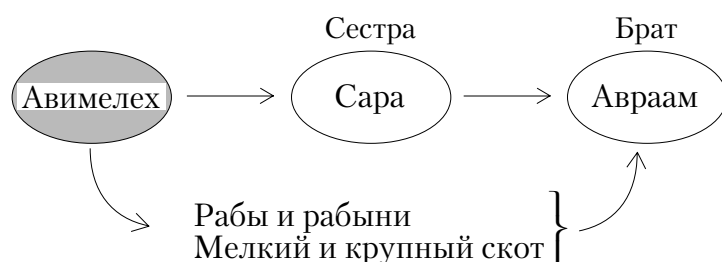 Сестра
Брат
Авимелех
Сара
Авраам
Рабы и рабыни
Мелкий и крупный скот